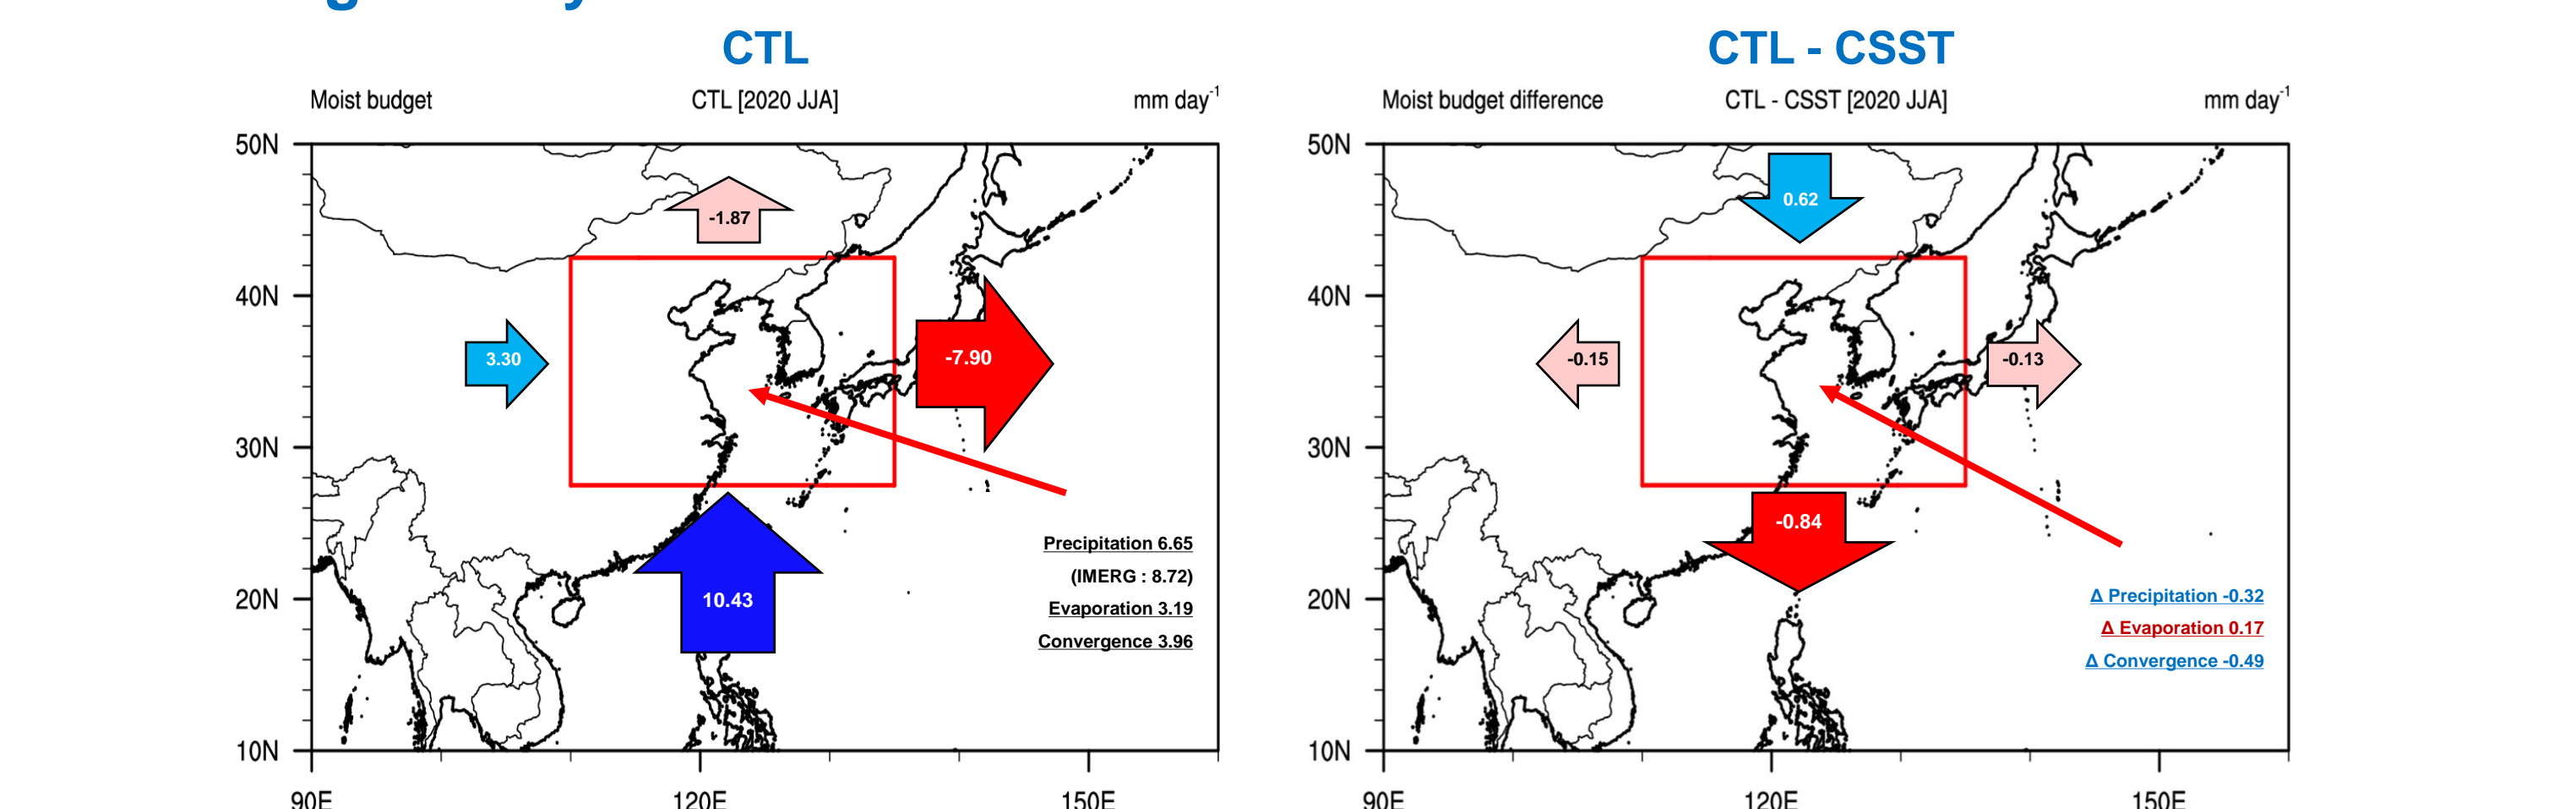 CTL
Moist budget CTL [2020 JJA] mm day-1
50N
40N
30N
20N
10N
90E 120E 150E
-1.87
3.30
-7.90
10.43
Precipitation 6.65
(IMERG : 8.72)
Evaporation 3.19
Convergence 3.96
CTL - CSST
Moist budget difference CTL - CSST [2020 JJA] mm day-1
50N
40N
30N
20N
10N
90E 120E 150E
0.62
-0.15
-0.13
-0.84
Δ Precipitation -0.32
Δ Evaporation 0.17
Δ Convergence -0.49